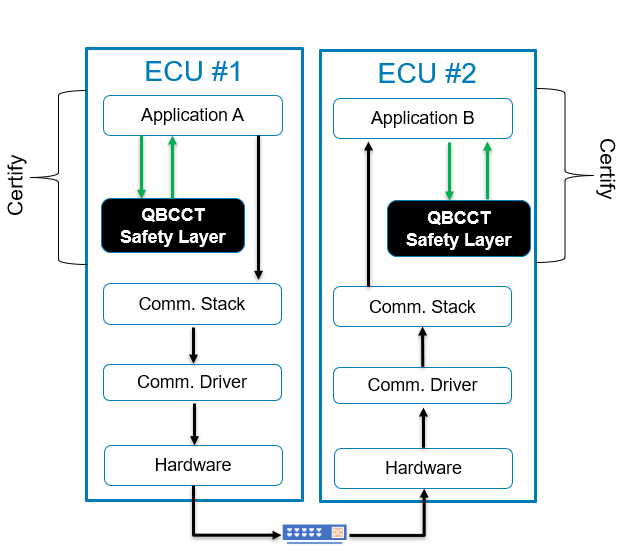 ECU #1
Application A
QBCCT
Safety Layer
Comm. Stack
Comm. Driver
Hardware
Certify
ECU #2
Application B
QBCCT
Safety Layer
Comm. Stack
Comm. Driver
Hardware
Certify